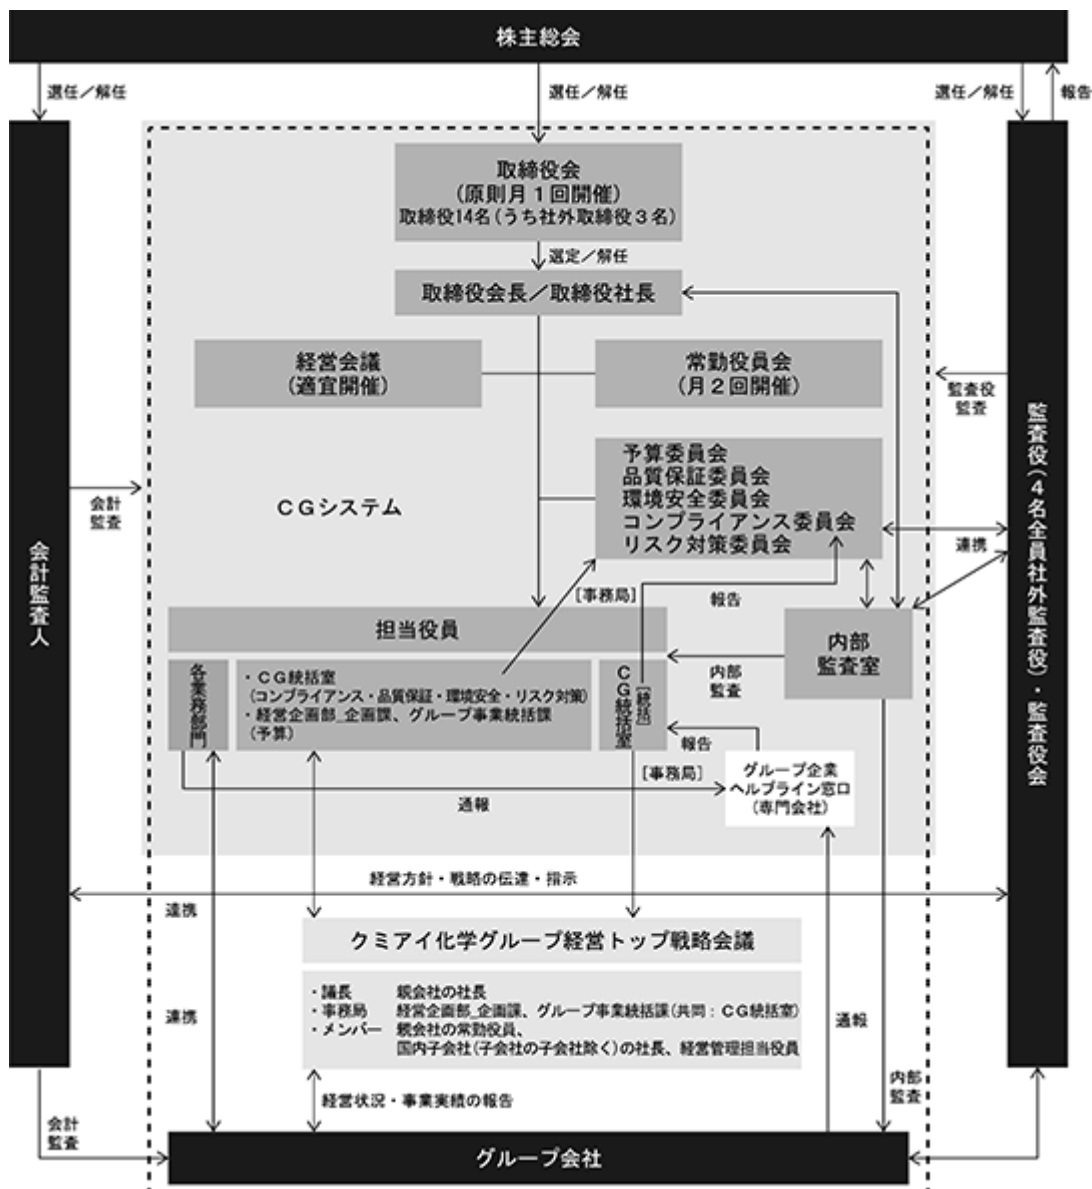 株主総会
選任／解任
選任／解任
選任／解任
報告
取締役会
(原則月１回開催)
取締役14名(うち社外取締役３名)
選定／解任
取締役会長／取締役社長
経営会議
(適宜開催)
常勤役員会
(月２回開催)
監査役
監査
予算委員会
品質保証委員会
環境安全委員会
コンプライアンス委員会
リスク対策委員会
ＣＧシステム
会計
監査
連携
会計監査人
監査役(４名全員社外監査役)・監査役会
[事務局]
報告
担当役員
内部
監査室
内部
監査
各業務部門
・ＣＧ統括室
(コンプライアンス・品質保証・環境安全・リスク対策)
・経営企画部_企画課、グループ事業統括課
(予算)
ＣＧ統括室
[統括]
報告
[事務局]
グループ企業
ヘルプライン窓口
(専門会社)
通報
経営方針・戦略の伝達・指示
連携
クミアイ化学グループ経営トップ戦略会議
・議長　親会社の社長
・事務局　経営企画部_企画課、グループ事業統括課(共同：ＣＧ統括室)
・メンバー　親会社の常勤役員、
国内子会社(子会社の子会社除く)の社長、経営管理担当役員
連携
通報
経営状況・事業実績の報告
内部
監査
会計
監査
グループ会社